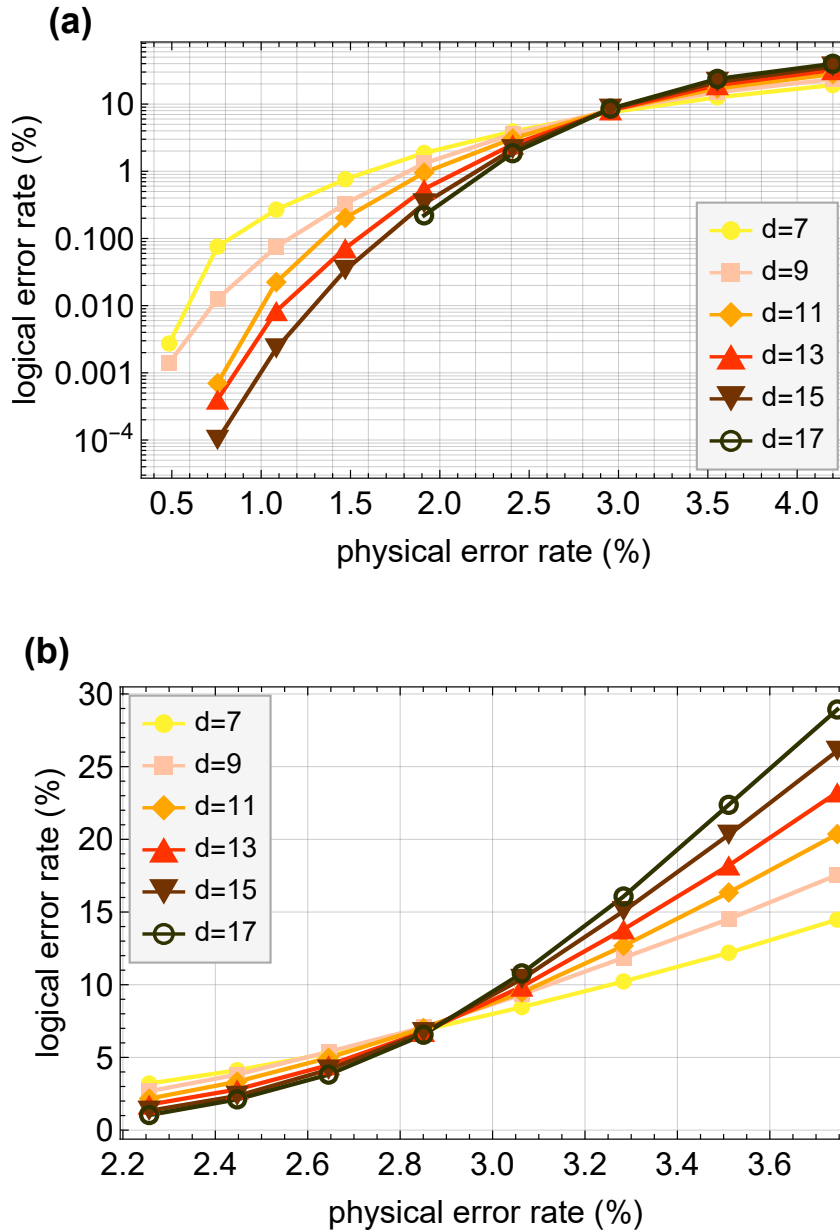 (a)
logical error rate (%)
10
1
0.100
0.010
0.001
10⁻⁴
d=7
d=9
d=11
d=13
d=15
d=17
0.5 1.0 1.5 2.0 2.5 3.0 3.5 4.0
physical error rate (%)
(b)
logical error rate (%)
30
25
20
15
10
5
0
d=7
d=9
d=11
d=13
d=15
d=17
2.2 2.4 2.6 2.8 3.0 3.2 3.4 3.6
physical error rate (%)